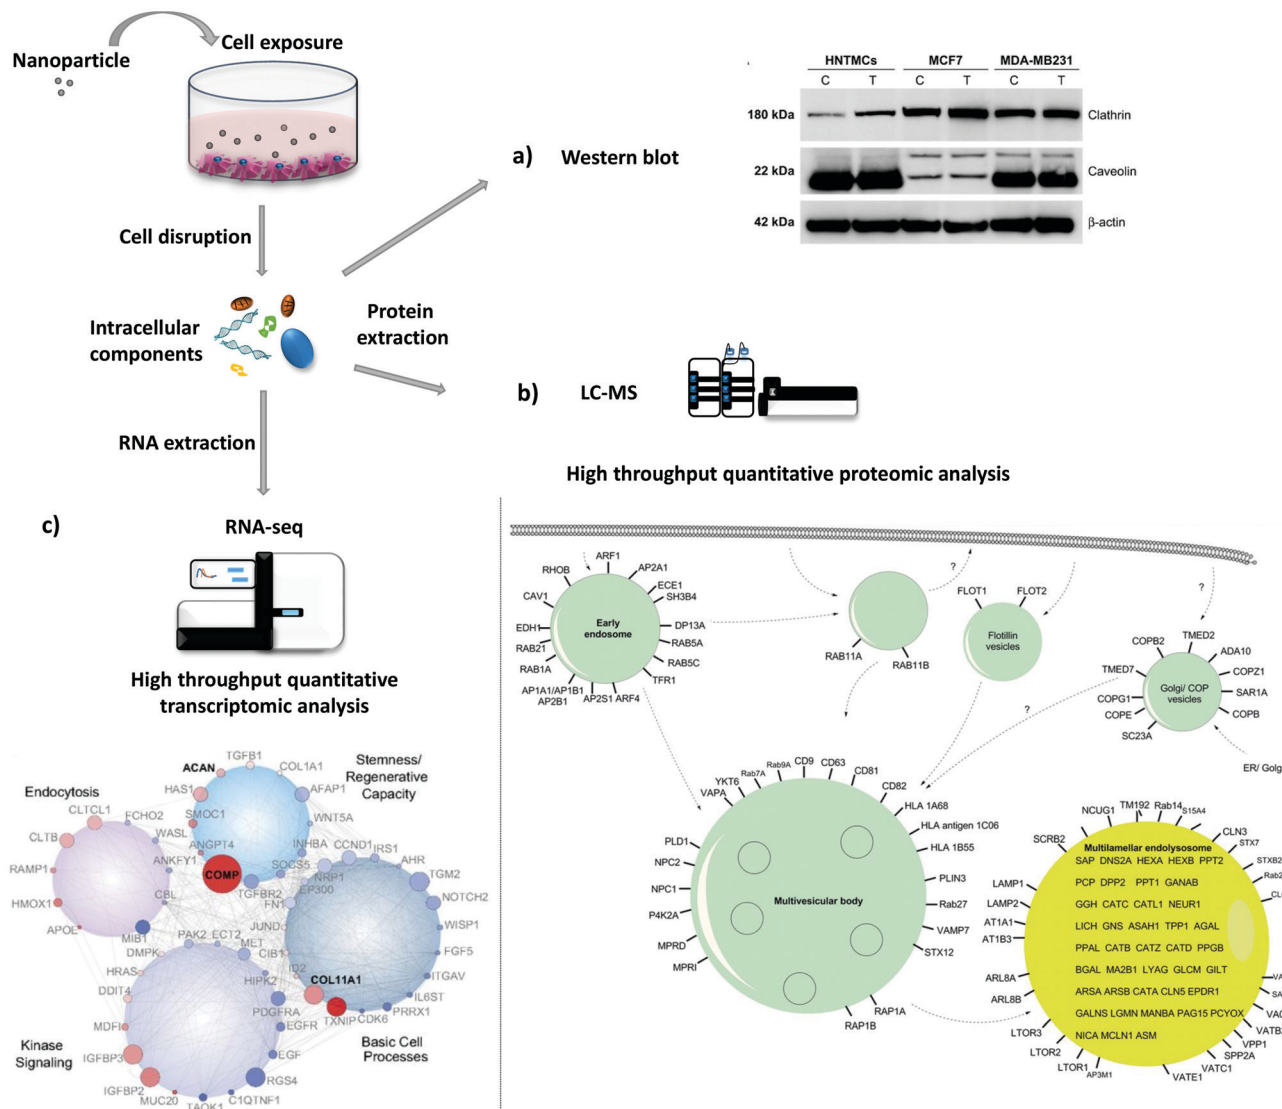 Nanoparticle
Cell exposure
Cell disruption
Intracellular
components
Protein
extraction
RNA extraction
a) Western blot
HNTMCs MCF7 MDA-MB231
C T C T C T
180 kDa Clathrin
22 kDa Caveolin
42 kDa β-actin
b) LC-MS
High throughput quantitative proteomic analysis
c) RNA-seq
High throughput quantitative
transcriptomic analysis
Endocytosis
Stemness/
Regenerative
Capacity
Kinase
Signaling
Basic Cell
Processes
TGFB1
ACAN
COL1A1
HAS1
AFAP1
SMOC1
WNT5A
ANGPT4
INHBA
COMP
SOCS5
TGFBR2
CLTCL1
FCHO2
CLTB
WASL
RAMP1
ANKFY1
HMOX1
CBL
APOE
MIB1
CCND1
IRS1
NRP1
AHR
EP300
TGM2
FN1
NOTCH2
JUND
WISP1
CIB1
FGF5
ID2
ITGAV
COL11A1
IL6ST
TXNIP
CDK6
PRRX1
PAK2
ECT2
MET
DMPK
HRAS
HIPK2
DDIT4
PDGFRA
MDFI
EGFR
IGFBP3
EGF
IGFBP2
RGS4
MUC20
TAOK1
C1QTNF1
ARF1
RHOB
AP2A1
ECE1
CAV1
SH3B4
Early
endosome
EDH1
DP13A
RAB21
RAB5A
RAB1A
RAB5C
TFR1
AP1A1/AP1B1
AP2B1
AP2S1
ARF4
?
RAB11A
RAB11B
FLOT1
FLOT2
Flotillin
vesicles
?
TMED2
COPB2
ADA10
TMED7
COPZ1
Golgi/ COP
vesicles
COPG1
SAR1A
COPE
COPB
SC23A
?
ER/ Golg
YKT6
Rab7A
Rab9A
CD9
CD63
CD81
CD82
VAPA
HLA 1A68
HLA antigen 1C06
PLD1
HLA 1B55
NPC2
NPC1
PLIN3
P4K2A
Rab27
Multivesicular body
MPRD
VAMP7
MPRI
STX12
RAP1A
RAP1B
NCUG1
TM192
Rab14
S15A4
SCRB2
CLN3
STX7
STXB2
Rab2
CLC
LAMP1
LAMP2
AT1A1
AT1B3
ARL8A
ARL8B
LTOR3
LTOR2
LTOR1
AP3M1
VATE1
VATC1
SPP2A
VPP1
VATB
VAC
SA
VA
Multilamellar endolysosome
SAP DNS2A HEXA HEXB PPT2
PCP DPP2 PPT1 GANAB
GGH CATC CATL1 NEUR1
LICH GNS ASAH1 TPP1 AGAL
PPAL CATB CATZ CATD PPGB
BGAL MA2B1 LYAG GLCM GILT
ARSA ARSB CATA CLN5 EPDR1
GALNS LGMN MANBA PAG15 PCYOX
NICA MCLN1 ASM